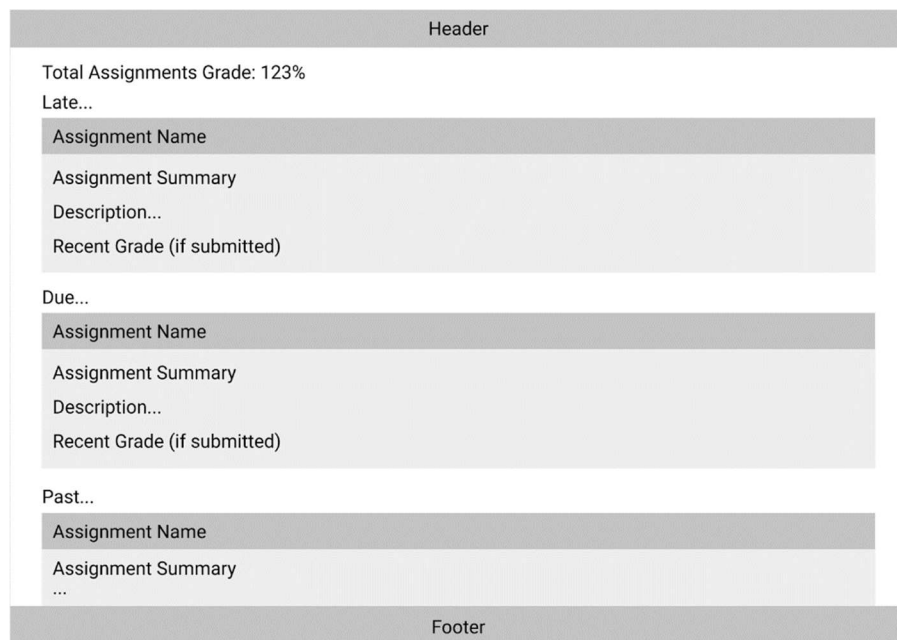 Header
Total Assignments Grade: 123%
Late...
Assignment Name
Assignment Summary
Description...
Recent Grade (if submitted)
Due...
Assignment Name
Assignment Summary
Description...
Recent Grade (if submitted)
Past...
Assignment Name
Assignment Summary
...
Footer